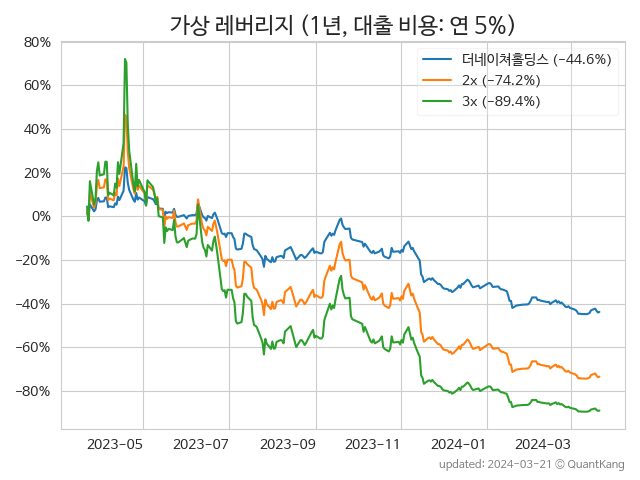 가상 레버리지 (1년, 대출 비용: 연 5%)
더네이쳐홀딩스 (−44.6%)
2x (−74.2%)
3x (−89.4%)
80%
60%
40%
20%
0%
−20%
−40%
−60%
−80%
2023-05 2023-07 2023-09 2023-11 2024-01 2024-03
updated: 2024-03-21 © QuantKang